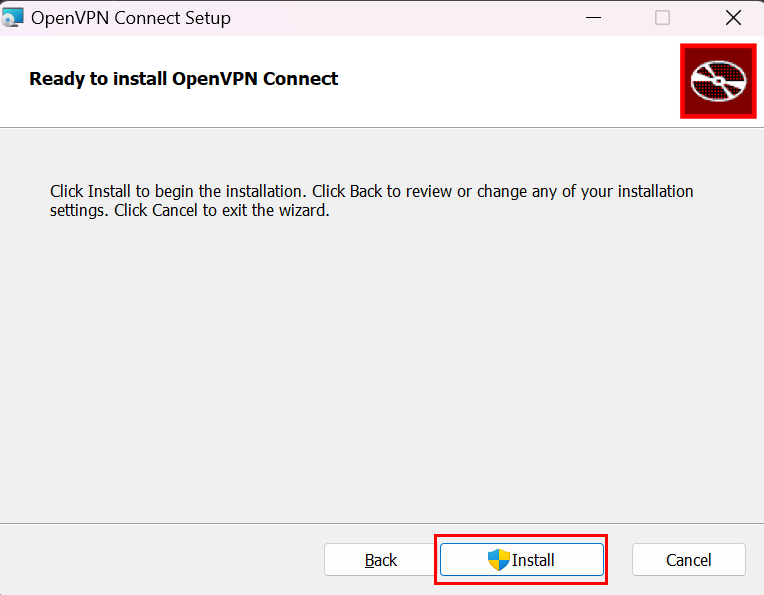 OpenVPN Connect Setup
Ready to install OpenVPN Connect
Click Install to begin the installation. Click Back to review or change any of your installation
settings. Click Cancel to exit the wizard.
Back Install Cancel